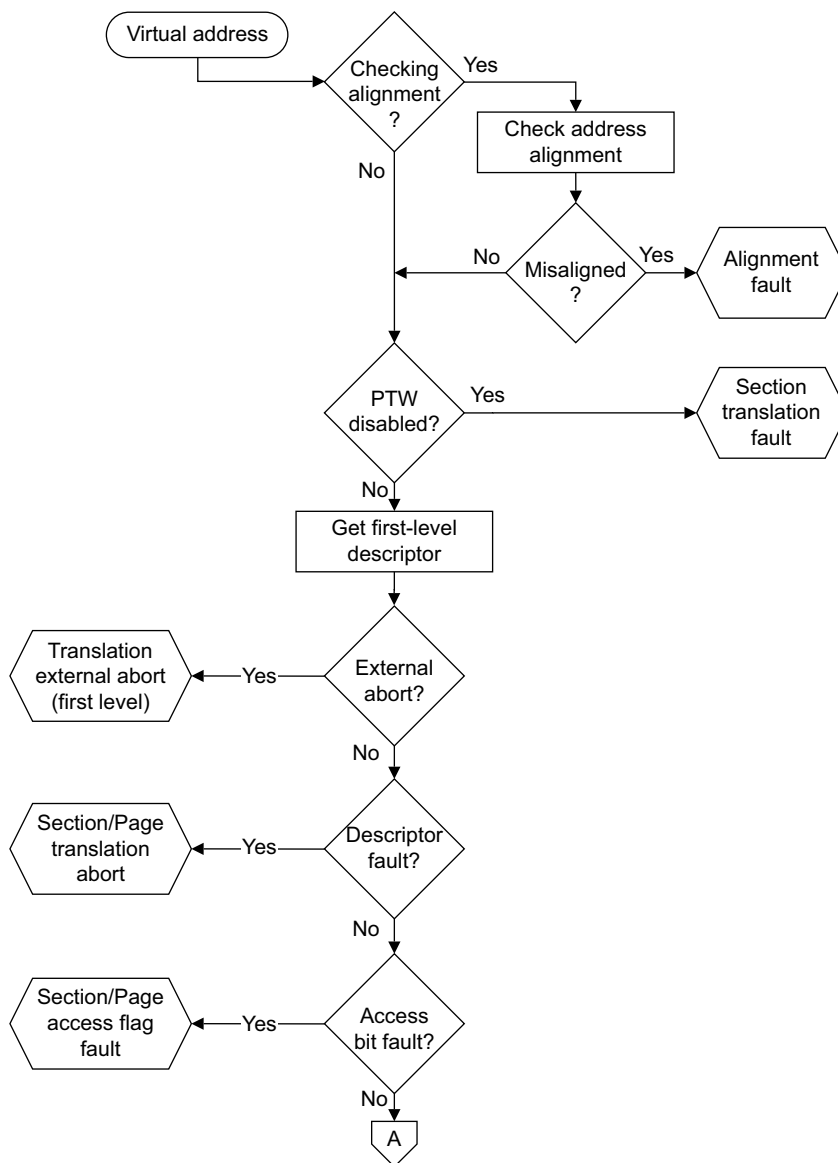 Virtual address
Checking
alignment
?
Yes
Check address
alignment
No
Misaligned
?
No
Yes
Alignment
fault
PTW
disabled?
Yes
Section
translation
fault
No
Get first-level
descriptor
External
abort?
Yes
Translation
external abort
(first level)
No
Descriptor
fault?
Yes
Section/Page
translation
abort
No
Access
bit fault?
Yes
Section/Page
access flag
fault
No
A